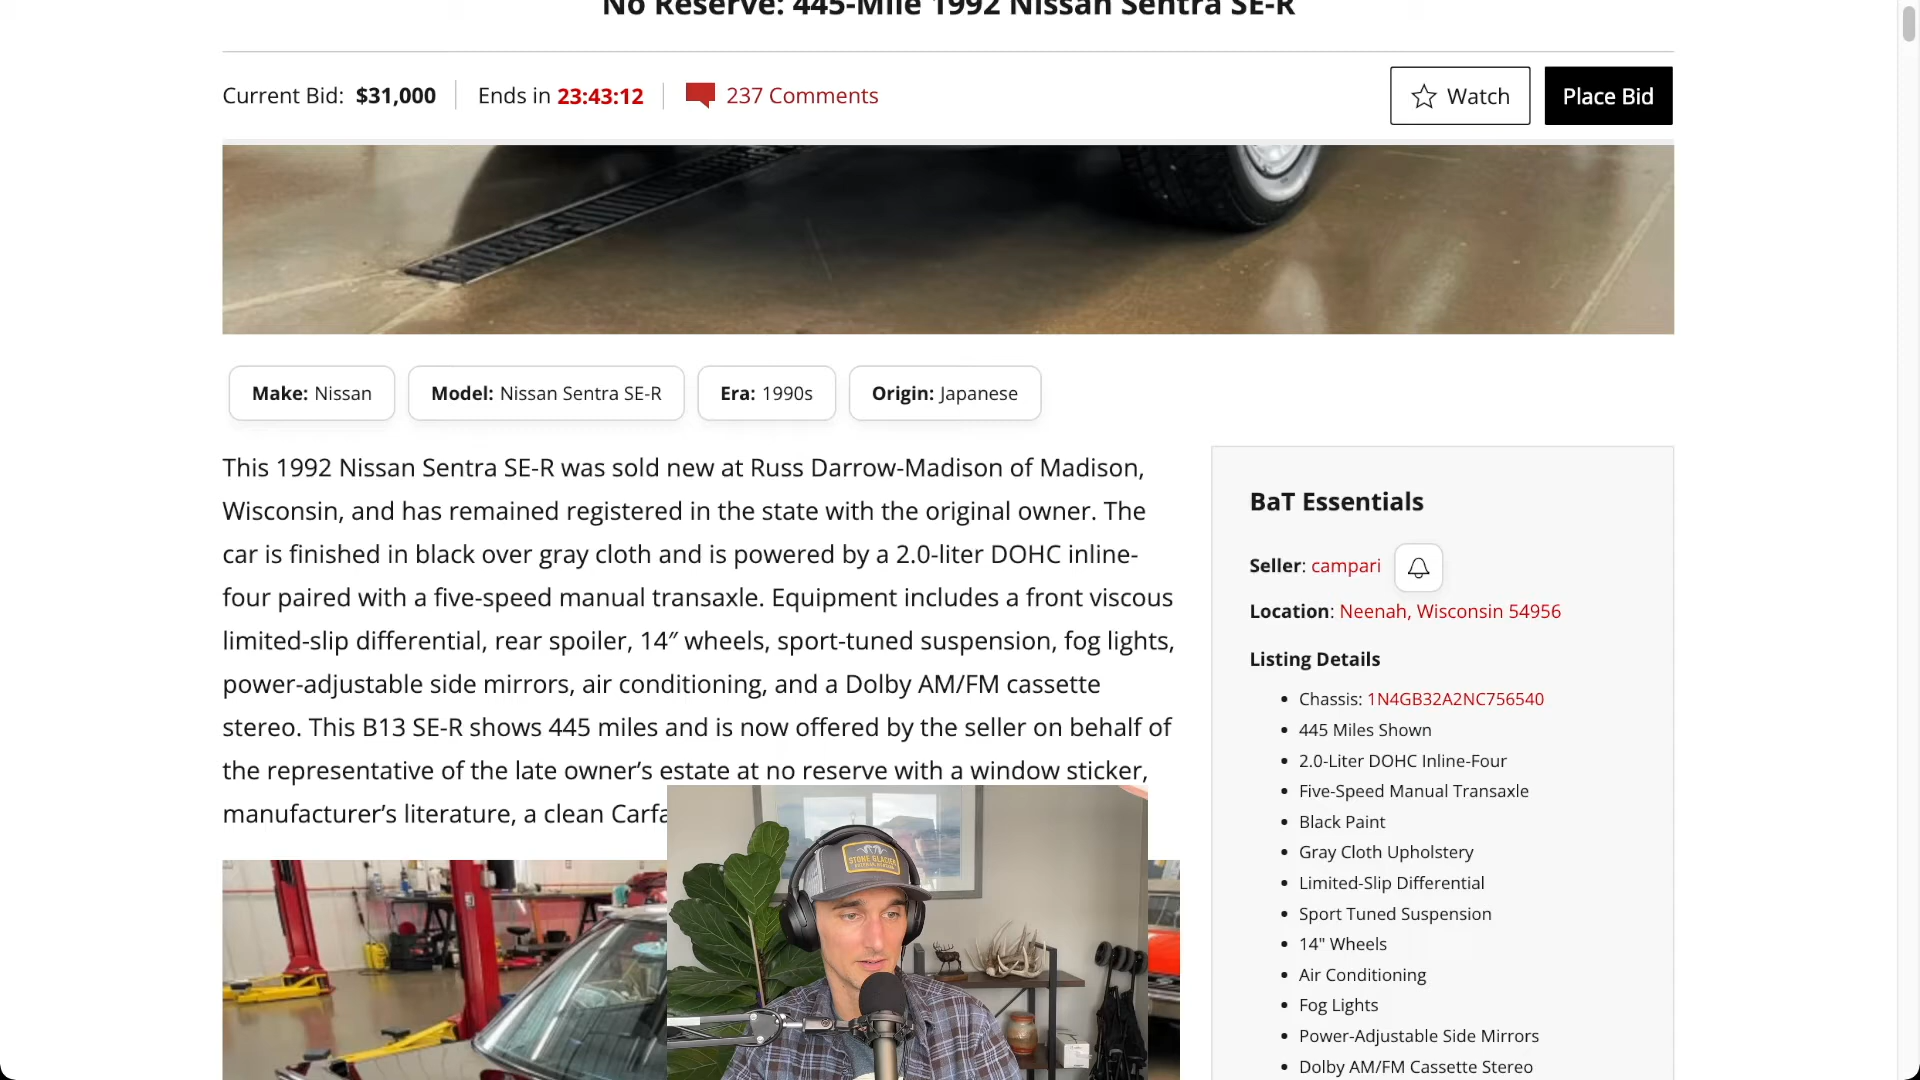 No Reserve: 445-Mile 1992 Nissan Sentra SE-R
Current Bid: $31,000
Ends in 23:43:12
237 Comments
Watch
Place Bid
Make: Nissan
Model: Nissan Sentra SE-R
Era: 1990s
Origin: Japanese
This 1992 Nissan Sentra SE-R was sold new at Russ Darrow-Madison of Madison,
Wisconsin, and has remained registered in the state with the original owner. The
car is finished in black over gray cloth and is powered by a 2.0-liter DOHC inline-
four paired with a five-speed manual transaxle. Equipment includes a front viscous
limited-slip differential, rear spoiler, 14″ wheels, sport-tuned suspension, fog lights,
power-adjustable side mirrors, air conditioning, and a Dolby AM/FM cassette
stereo. This B13 SE-R shows 445 miles and is now offered by the seller on behalf of
the representative of the late owner’s estate at no reserve with a window sticker,
manufacturer’s literature, a clean Carfa
STONE GLACIER
BaT Essentials
Seller: campari
Location: Neenah, Wisconsin 54956
Listing Details
• Chassis: 1N4GB32A2NC756540
• 445 Miles Shown
• 2.0-Liter DOHC Inline-Four
• Five-Speed Manual Transaxle
• Black Paint
• Gray Cloth Upholstery
• Limited-Slip Differential
• Sport Tuned Suspension
• 14" Wheels
• Air Conditioning
• Fog Lights
• Power-Adjustable Side Mirrors
• Dolby AM/FM Cassette Stereo